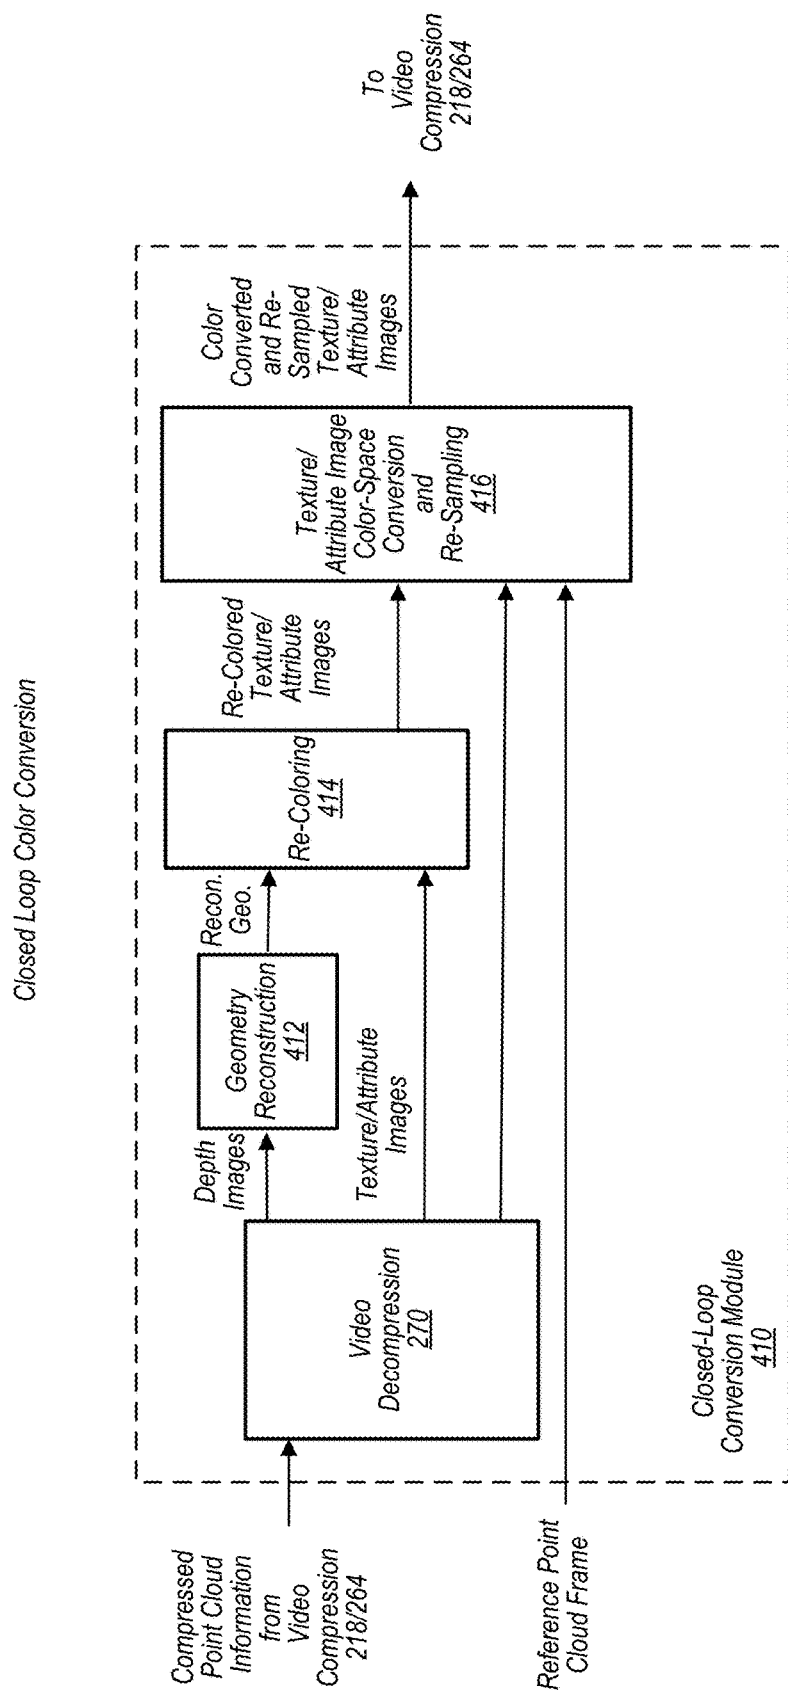 Closed Loop Color Conversion
Compressed
Point Cloud
Information
from
Video
Compression
218/264
Reference Point
Cloud Frame
Video
Decompression
270
Depth
Images
Texture/Attribute
Images
Geometry
Reconstruction
412
Recon.
Geo.
Re-Coloring
414
Re-Colored
Texture/
Attribute
Images
Texture/
Attribute Image
Color-Space
Conversion
and
Re-Sampling
416
Color
Converted
and Re-
Sampled
Texture/
Attribute
Images
To
Video
Compression
218/264
Closed-Loop
Conversion Module
410